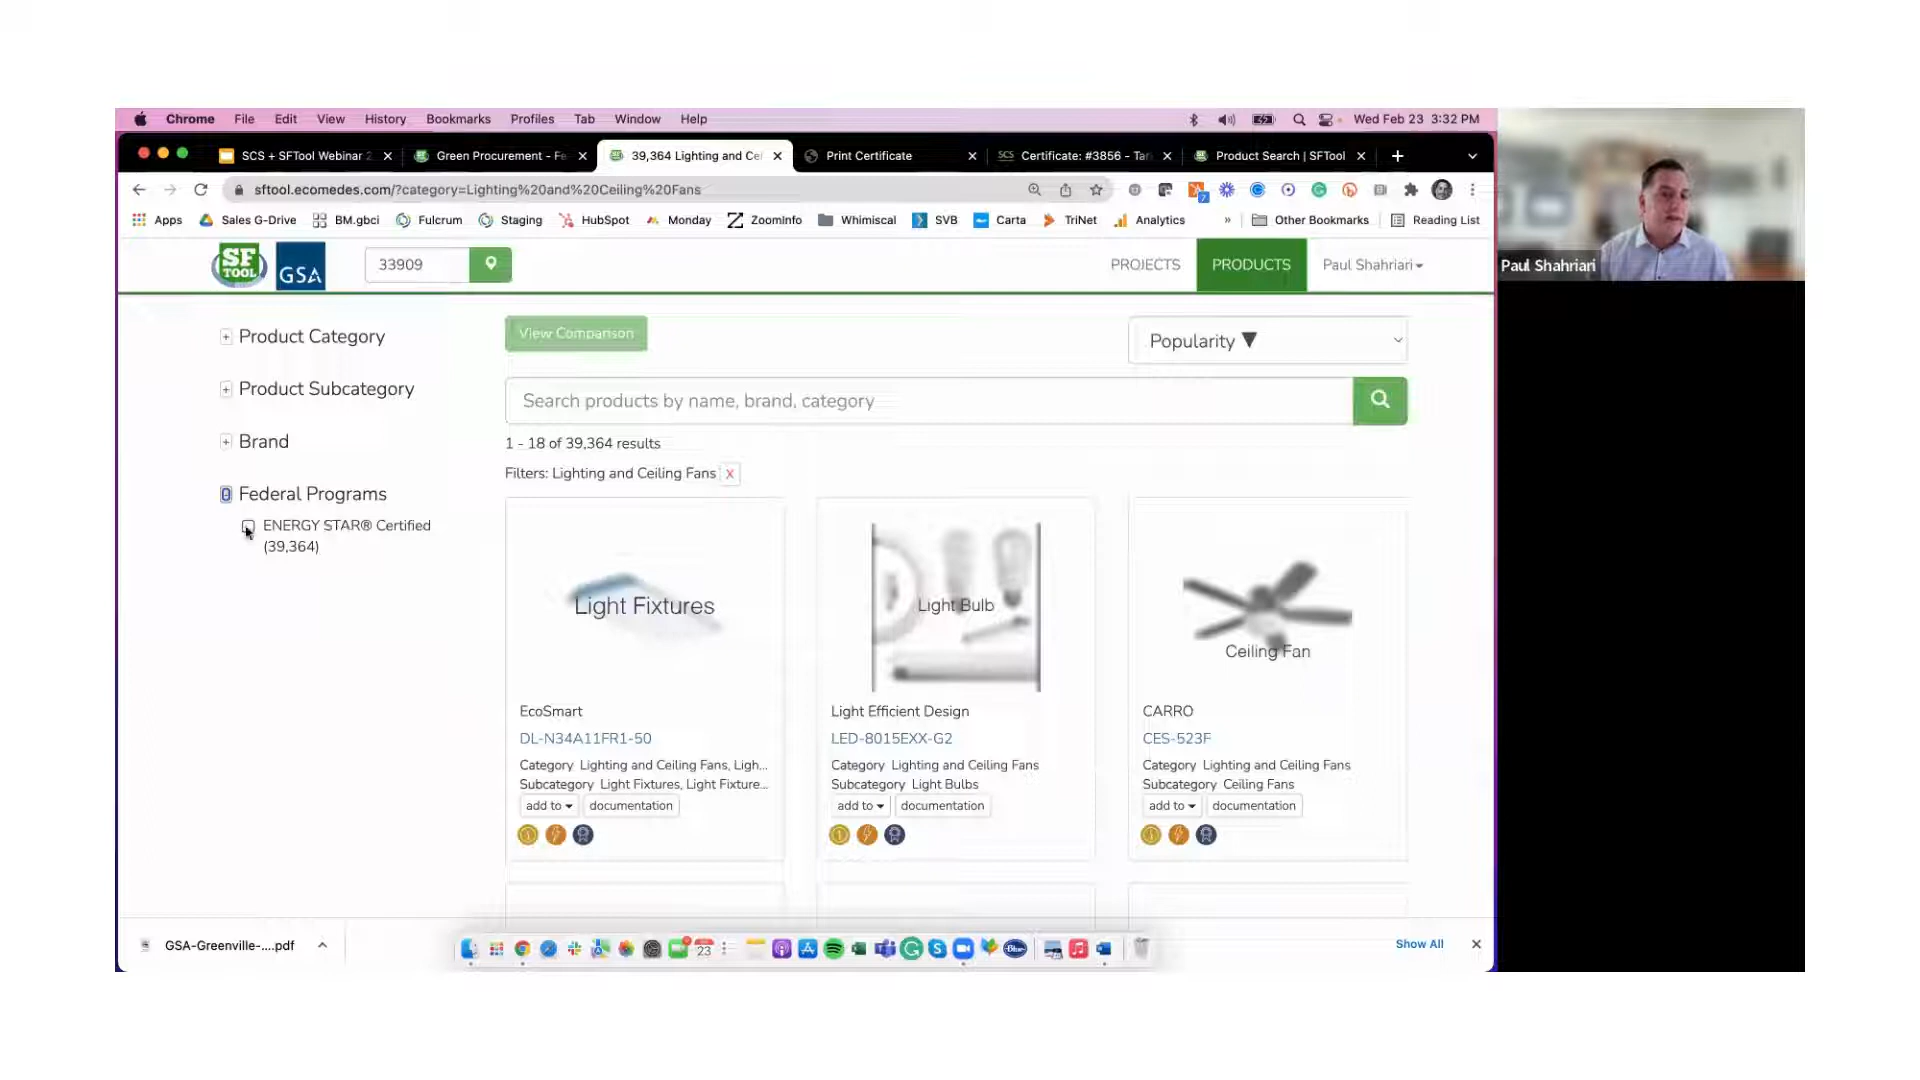 Chrome File Edit View History Bookmarks Profiles Tab Window Help Wed Feb 23 3:32 PM
SCS + SFTool Webinar 2 Green Procurement - Fe 39,364 Lighting and Cei Print Certificate SCS Certificate: #3856 - Tar Product Search | SFTool
sftool.ecomedes.com/?category=Lighting%20and%20Ceiling%20Fans
Apps Sales G-Drive BM.gbci Fulcrum Staging HubSpot Monday ZoomInfo Whimiscal SVB Carta TriNet Analytics » Other Bookmarks Reading List
SF TOOL GSA 33909 PROJECTS PRODUCTS Paul Shahriari
Paul Shahriari
Product Category
Product Subcategory
Brand
Federal Programs
ENERGY STAR® Certified
(39,364)
View Comparison Popularity ▼
Search products by name, brand, category
1 - 18 of 39,364 results
Filters: Lighting and Ceiling Fans X
Light Fixtures
EcoSmart
DL-N34A11FR1-50
Category Lighting and Ceiling Fans, Ligh...
Subcategory Light Fixtures, Light Fixture...
add to documentation
Light Bulb
Light Efficient Design
LED-8015EXX-G2
Category Lighting and Ceiling Fans
Subcategory Light Bulbs
add to documentation
Ceiling Fan
CARRO
CES-523F
Category Lighting and Ceiling Fans
Subcategory Ceiling Fans
add to documentation
GSA-Greenville-....pdf
23
Show All